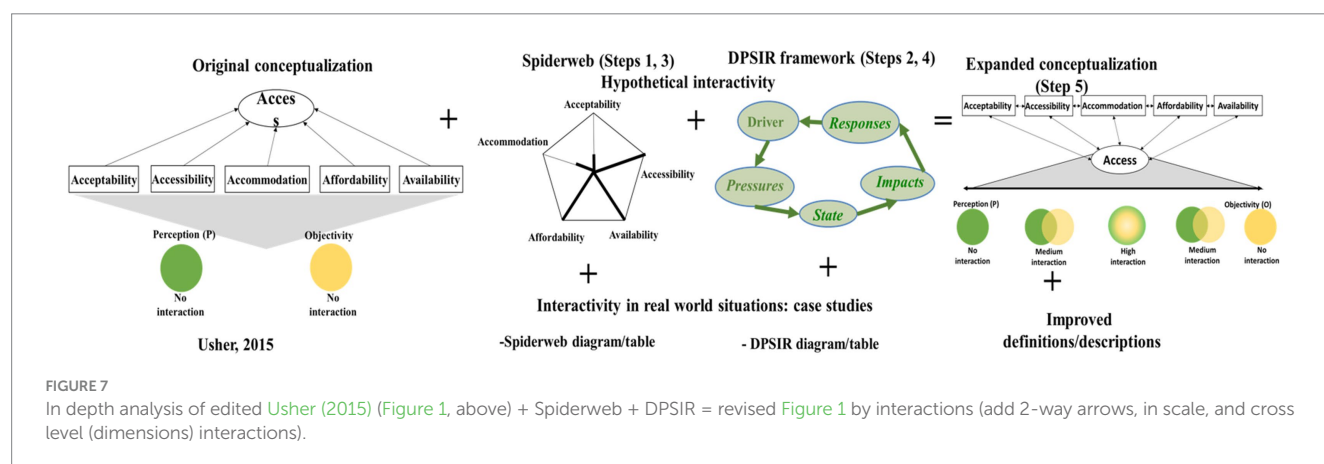 Original conceptualization
Acces
s
Acceptability
Accessibility
Accommodation
Affordability
Availability
Perception (P)
No
interaction
Objectivity
No
interaction
Usher, 2015
+
Spiderweb (Steps 1, 3)
DPSIR framework (Steps 2, 4)
Hypothetical interactivity
Acceptability
Accommodation
Accessibility
Affordability
Availability
+
Driver
Responses
Pressures
Impacts
State
+
+
Interactivity in real world situations: case studies
-Spiderweb diagram/table
- DPSIR diagram/table
=
Expanded conceptualization
(Step 5)
Acceptability
Accessibility
Accommodation
Affordability
Availability
Access
Perception (P)
Objectivity (O)
No
interaction
Medium
interaction
High
interaction
Medium
interaction
No
interaction
+
Improved
definitions/descriptions
FIGURE 7
In depth analysis of edited Usher (2015) (Figure 1, above) + Spiderweb + DPSIR = revised Figure 1 by interactions (add 2-way arrows, in scale, and cross
level (dimensions) interactions).